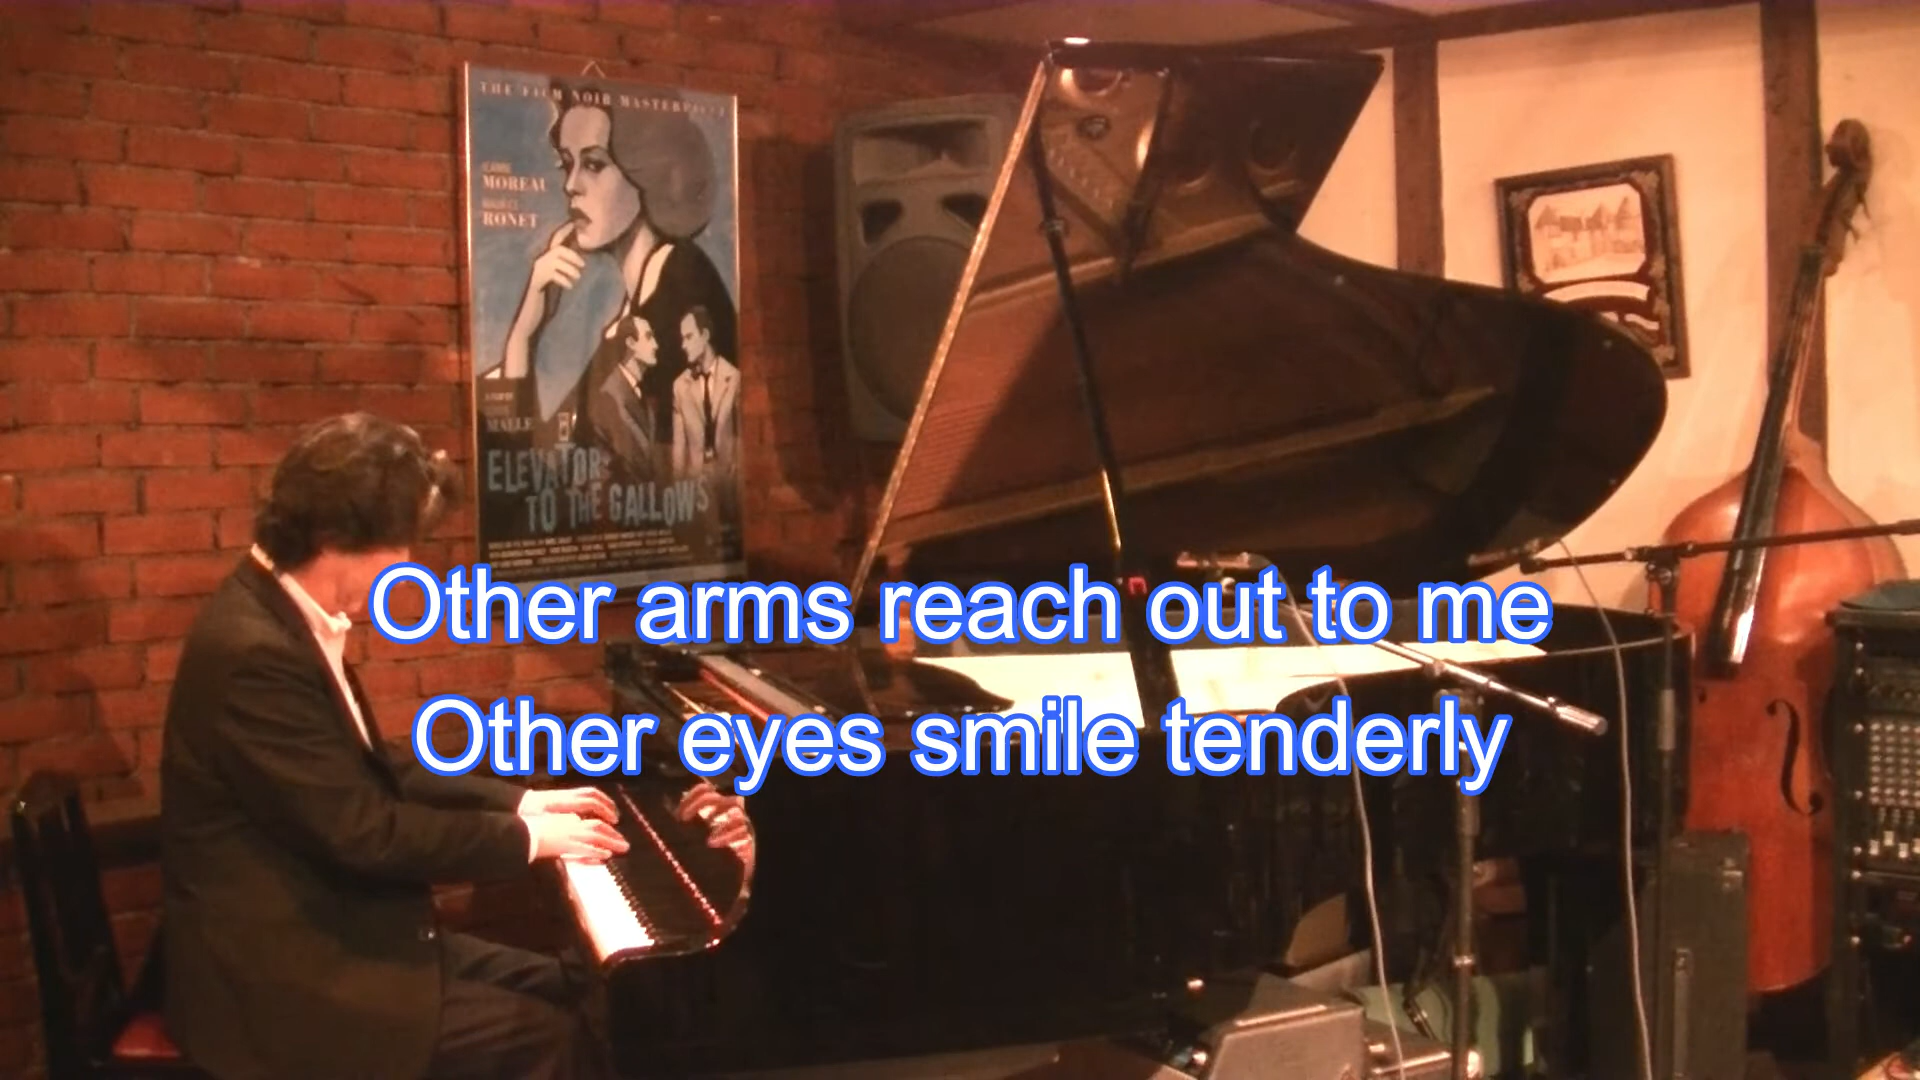 THE FILM NOIR MASTERPIECE
MOREAU
RONET
MALLE
ELEVATOR
TO THE GALLOWS
Other arms reach out to me
Other eyes smile tenderly